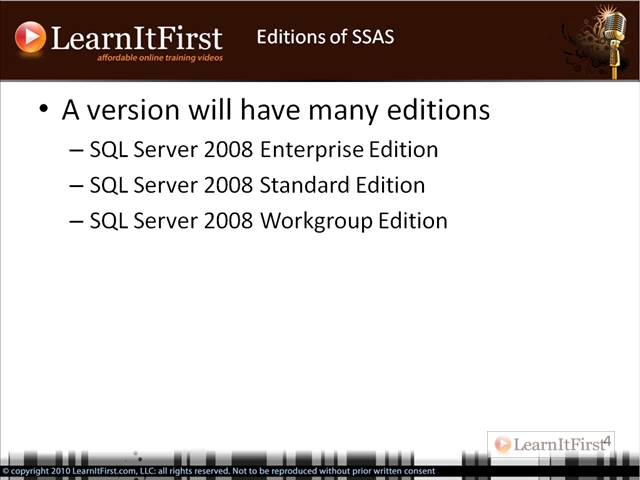 LearnItFirst
affordable online training videos
Editions of SSAS
• A version will have many editions
– SQL Server 2008 Enterprise Edition
– SQL Server 2008 Standard Edition
– SQL Server 2008 Workgroup Edition
LearnItFirst
4
© copyright 2010 LearnItFirst.com, LLC: all rights reserved. Not to be reproduced without prior written consent